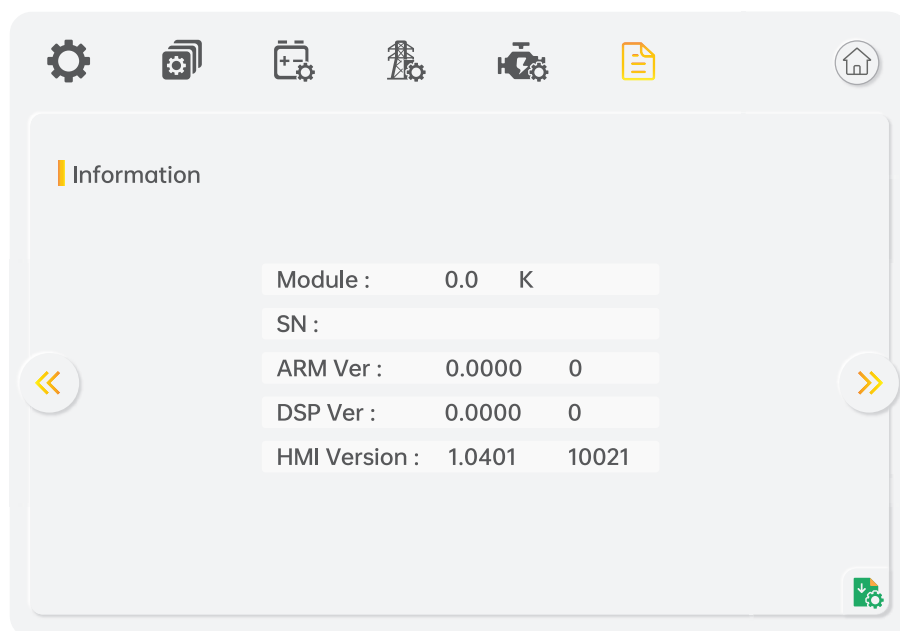 Information
Module : 0.0 K
SN :
ARM Ver : 0.0000 0
DSP Ver : 0.0000 0
HMI Version : 1.0401 10021